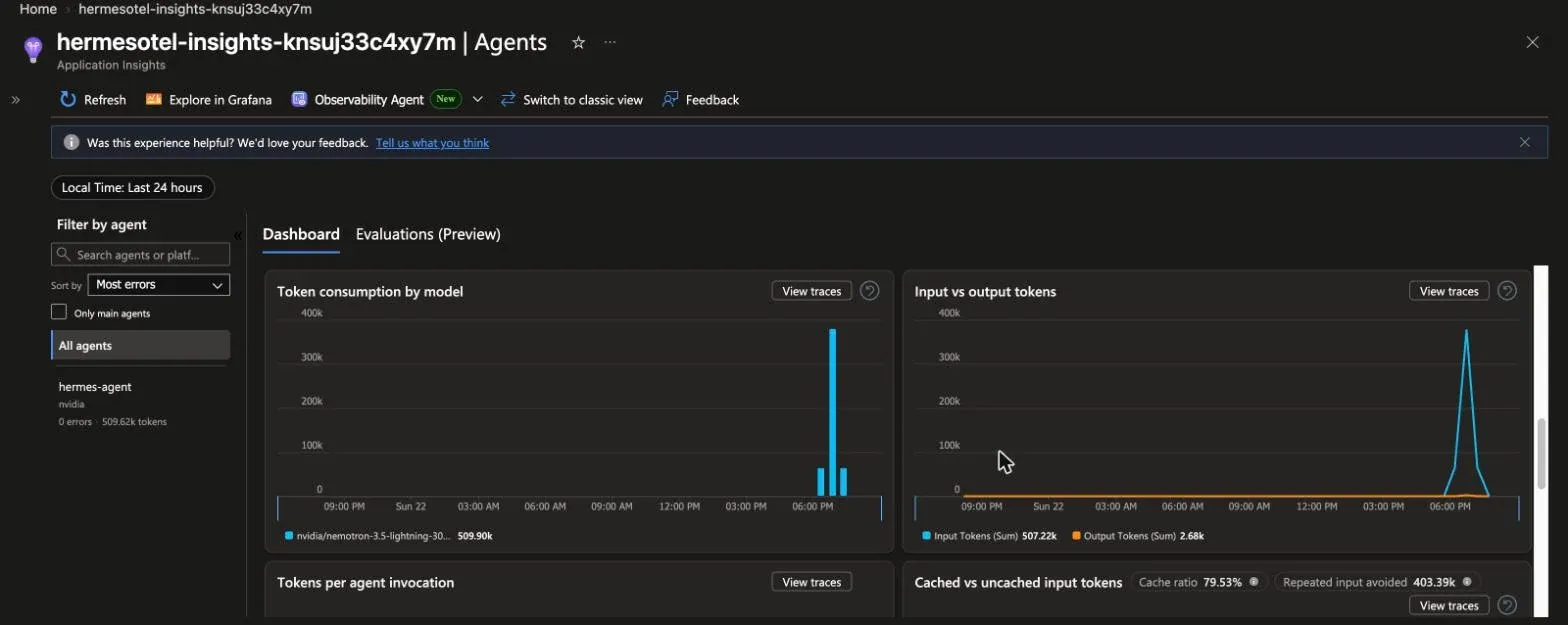 Home > hermesotel-insights-knsuj33c4xy7m
hermesotel-insights-knsuj33c4xy7m | Agents
Application Insights
Refresh Explore in Grafana Observability Agent New Switch to classic view Feedback
Was this experience helpful? We'd love your feedback. Tell us what you think
Local Time: Last 24 hours
Filter by agent
Search agents or platf...
Sort by Most errors
Only main agents
All agents
hermes-agent
nvidia
0 errors · 509.62k tokens
Dashboard Evaluations (Preview)
Token consumption by model View traces
400k
300k
200k
100k
0
09:00 PM Sun 22 03:00 AM 06:00 AM 09:00 AM 12:00 PM 03:00 PM 06:00 PM
nvidia/nemotron-3.5-lightning-30... 509.90k
Input vs output tokens View traces
400k
300k
200k
100k
0
09:00 PM Sun 22 03:00 AM 06:00 AM 09:00 AM 12:00 PM 03:00 PM 06:00 PM
Input Tokens (Sum) 507.22k Output Tokens (Sum) 2.68k
Tokens per agent invocation View traces
Cached vs uncached input tokens Cache ratio 79.53% Repeated input avoided 403.39k
View traces